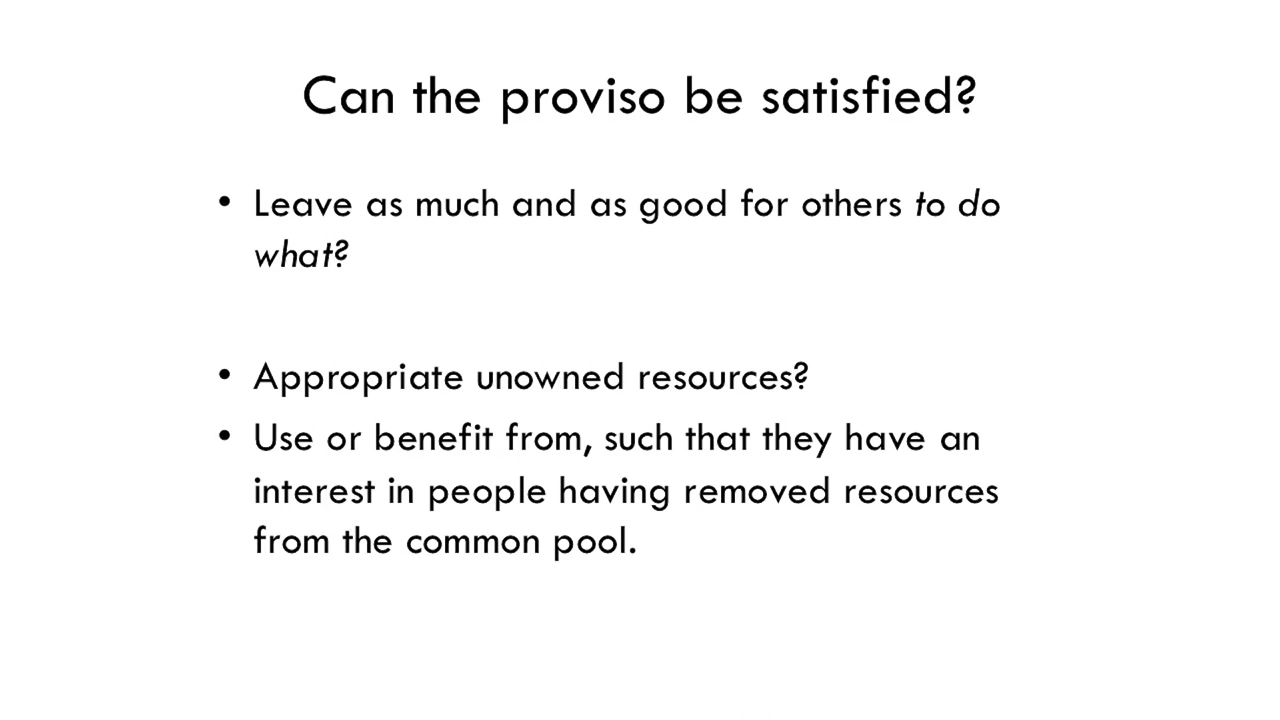 Can the proviso be satisfied?
• Leave as much and as good for others to do
what?
• Appropriate unowned resources?
• Use or benefit from, such that they have an
interest in people having removed resources
from the common pool.